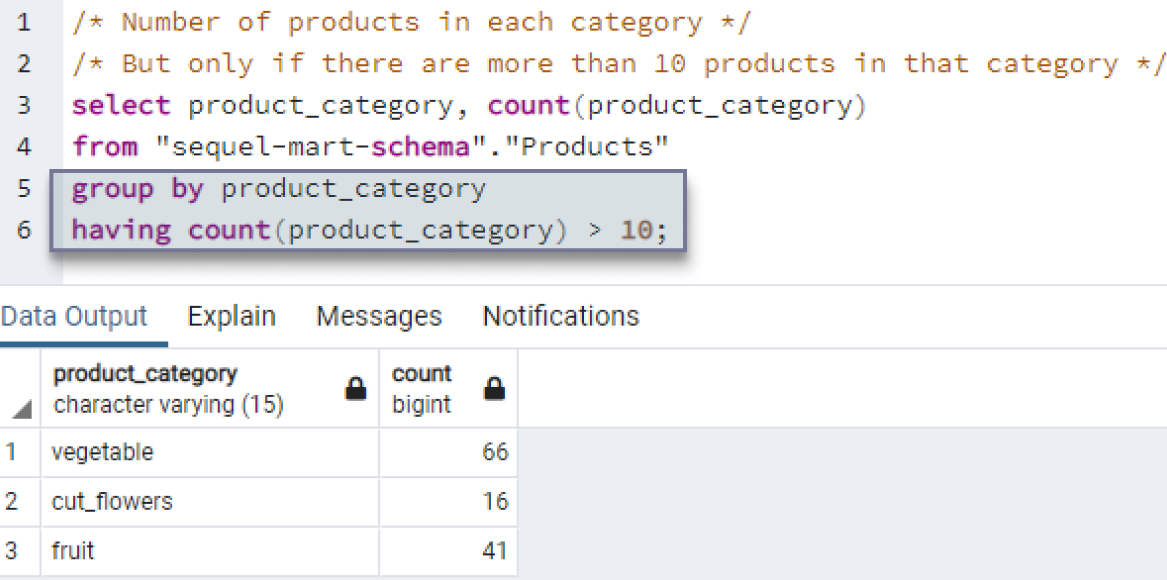 1 /* Number of products in each category */
2 /* But only if there are more than 10 products in that category */
3 select product_category, count(product_category)
4 from "sequel-mart-schema"."Products"
5 group by product_category
6 having count(product_category) > 10;
Data Output Explain Messages Notifications
product_category count
character varying (15) bigint
1 vegetable 66
2 cut_flowers 16
3 fruit 41